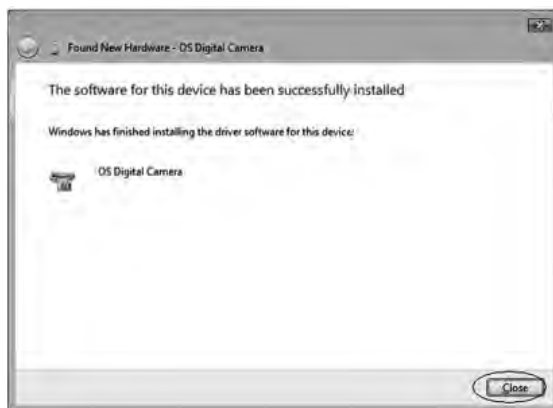 Found New Hardware - OS Digital Camera
The software for this device has been successfully installed
Windows has finished installing the driver software for this device:
OS Digital Camera
Close